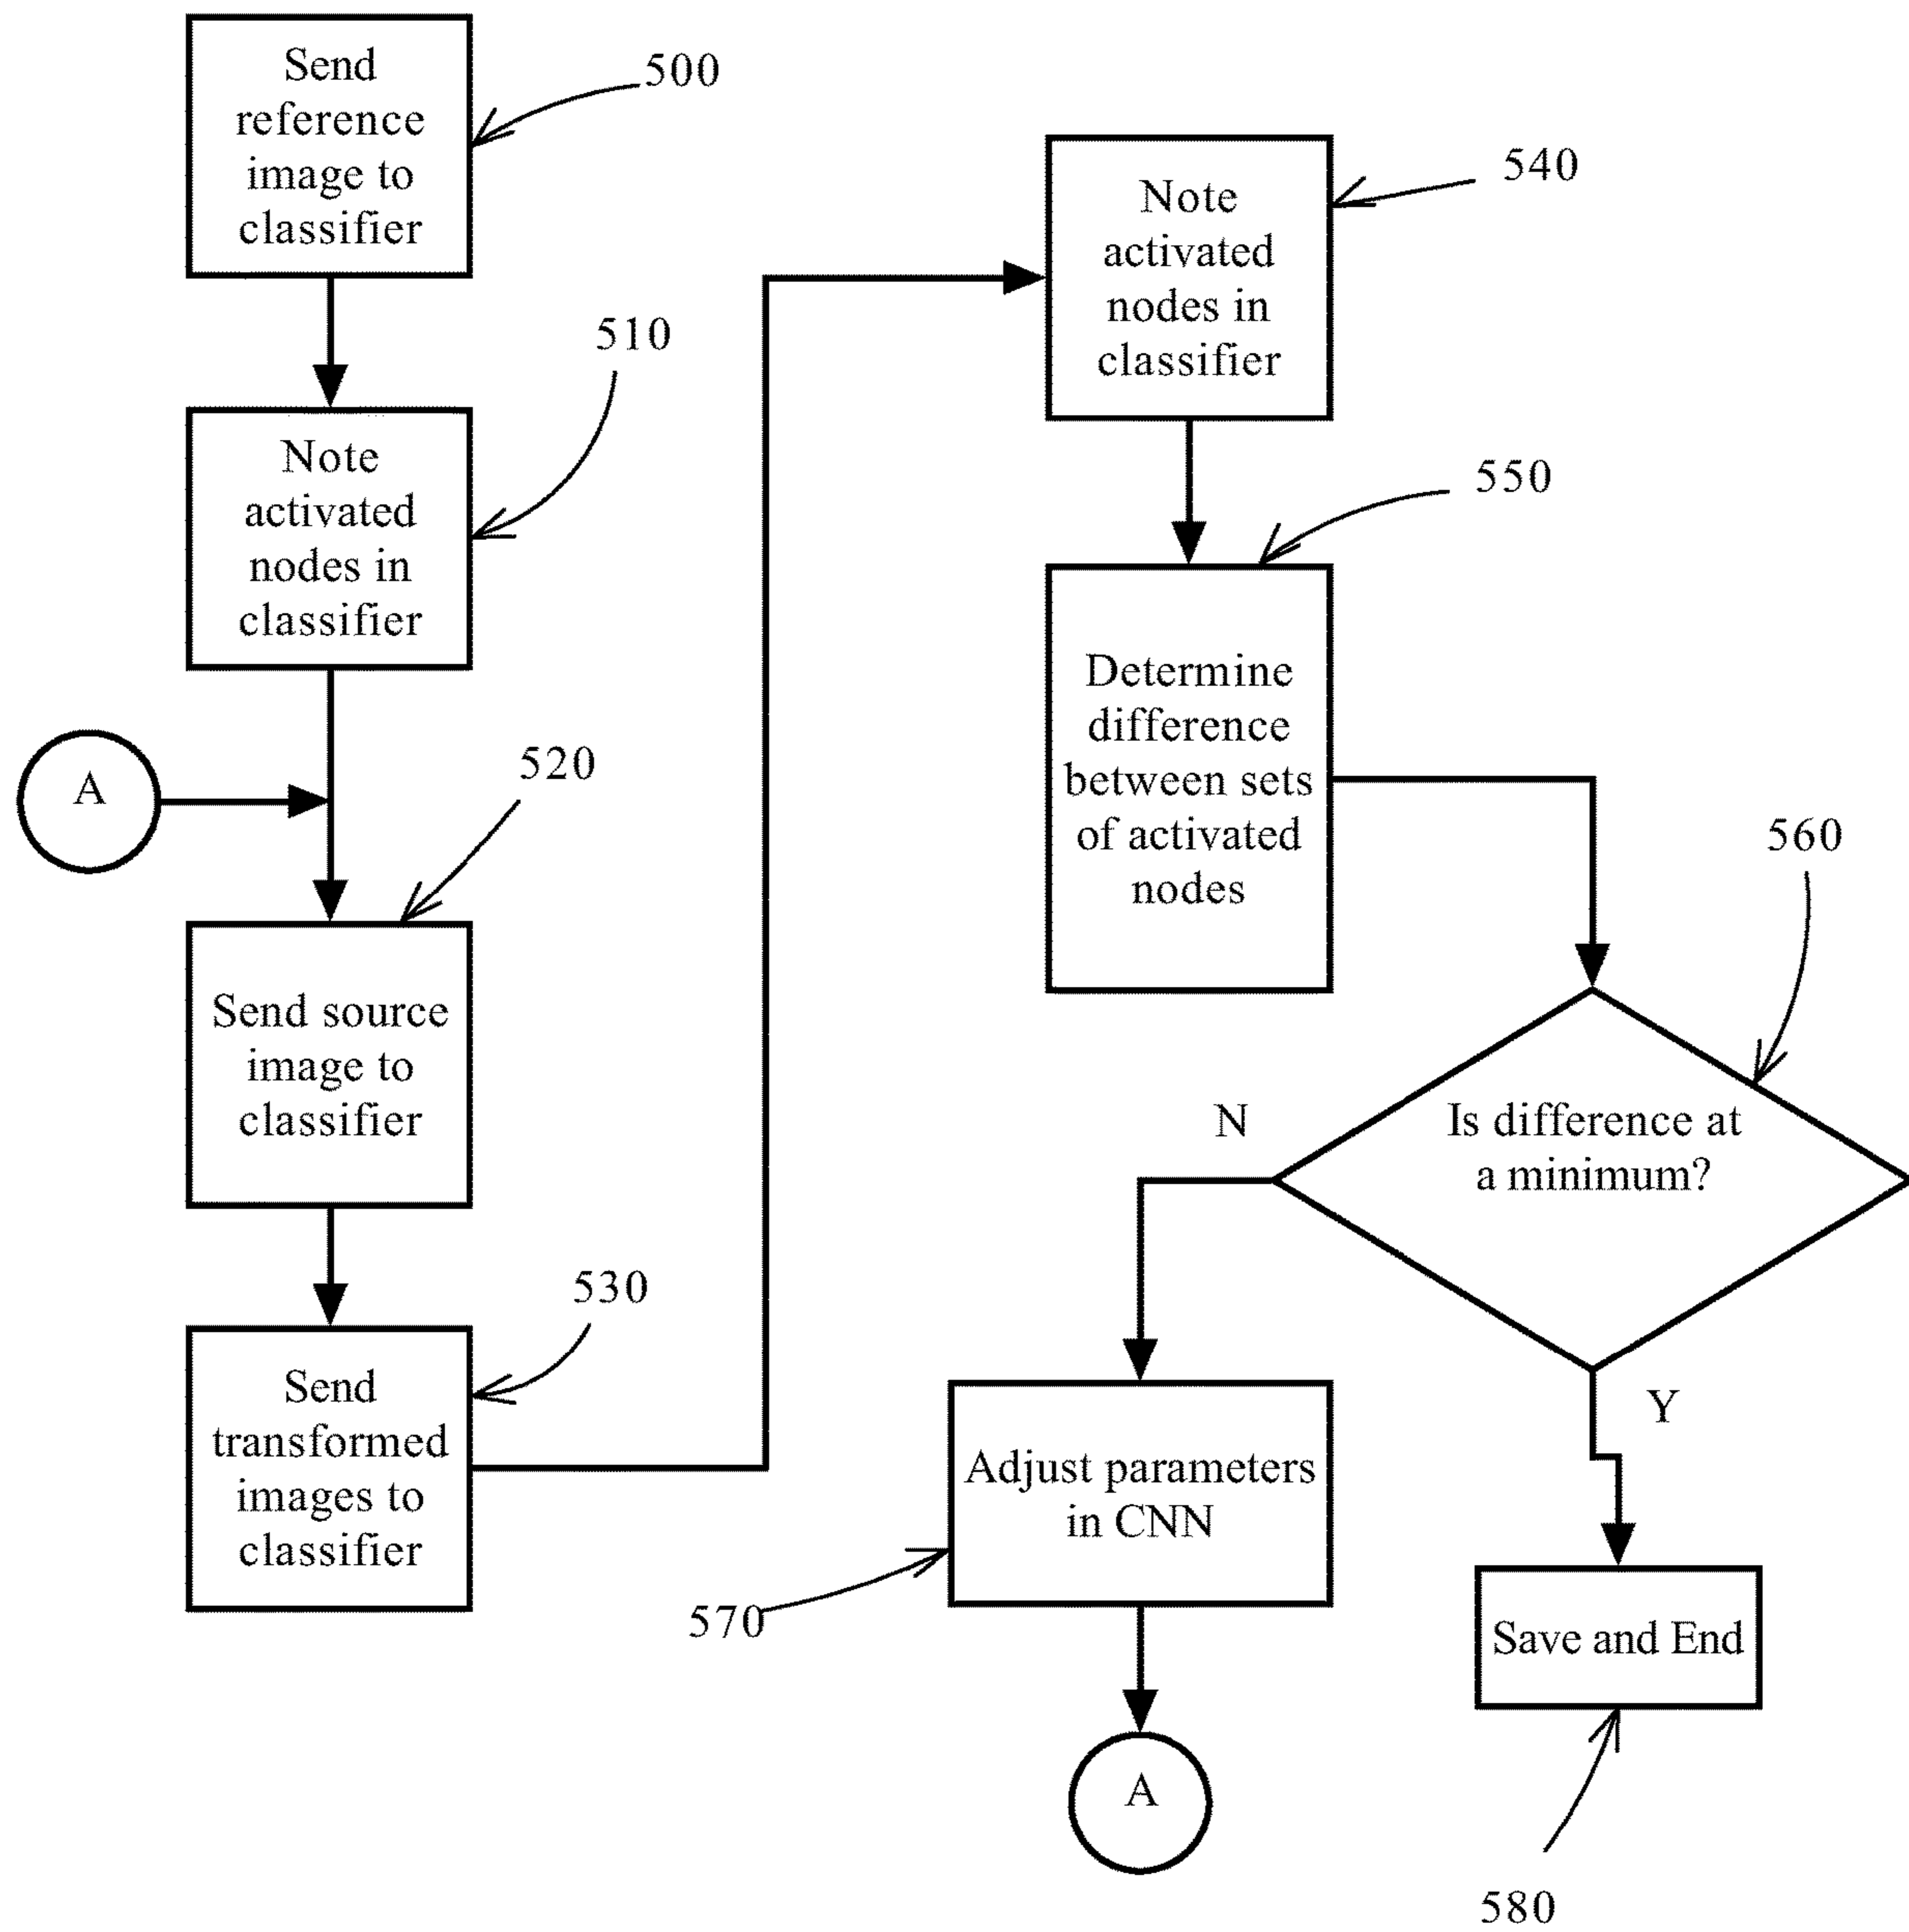 Send
reference
image to
classifier
500
Note
activated
nodes in
classifier
510
A
520
Send source
image to
classifier
530
Send
transformed
images to
classifier
540
Note
activated
nodes in
classifier
550
Determine
difference
between sets
of activated
nodes
560
Is difference at
a minimum?
N
Y
Adjust parameters
in CNN
570
A
Save and End
580